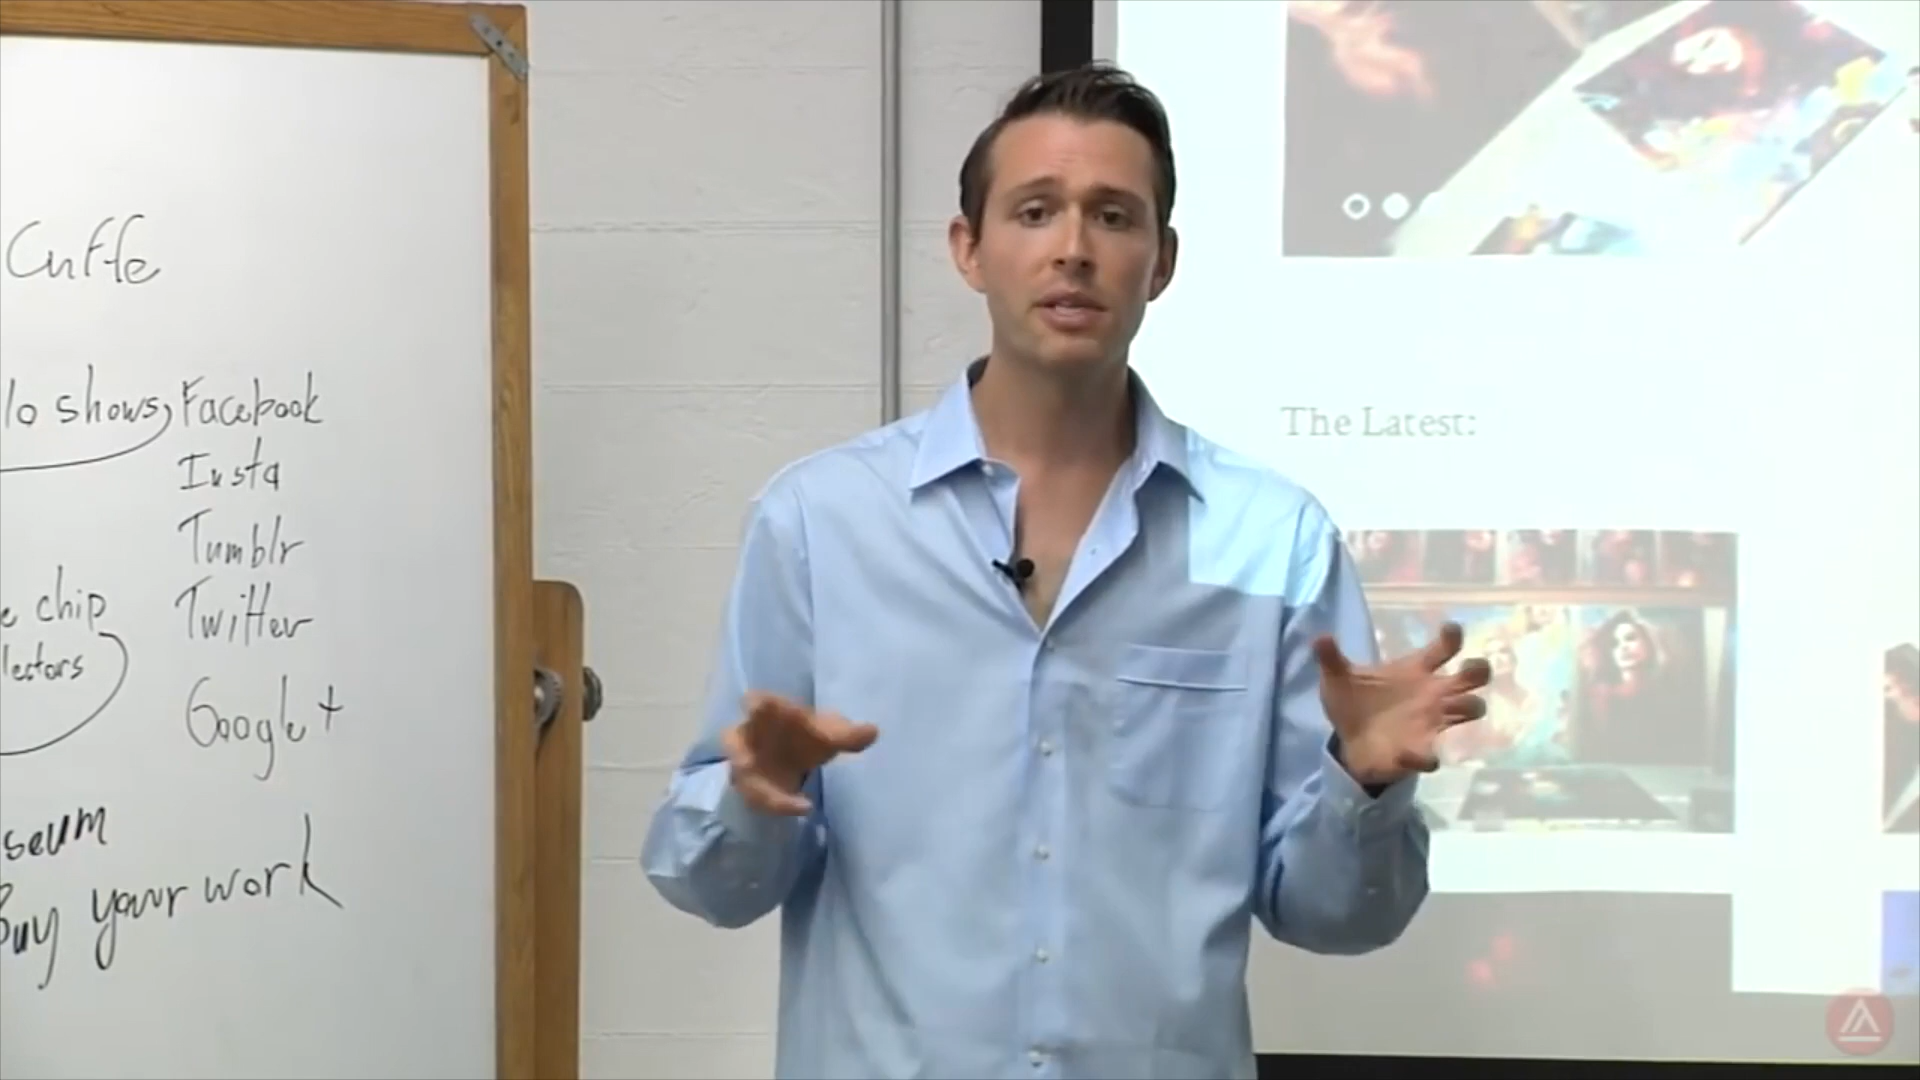 Cuffe
lo shows, Facebook
Insta
Tumblr
e chip
Twitter
lectors
Google +
seum
Buy your work
The Latest: